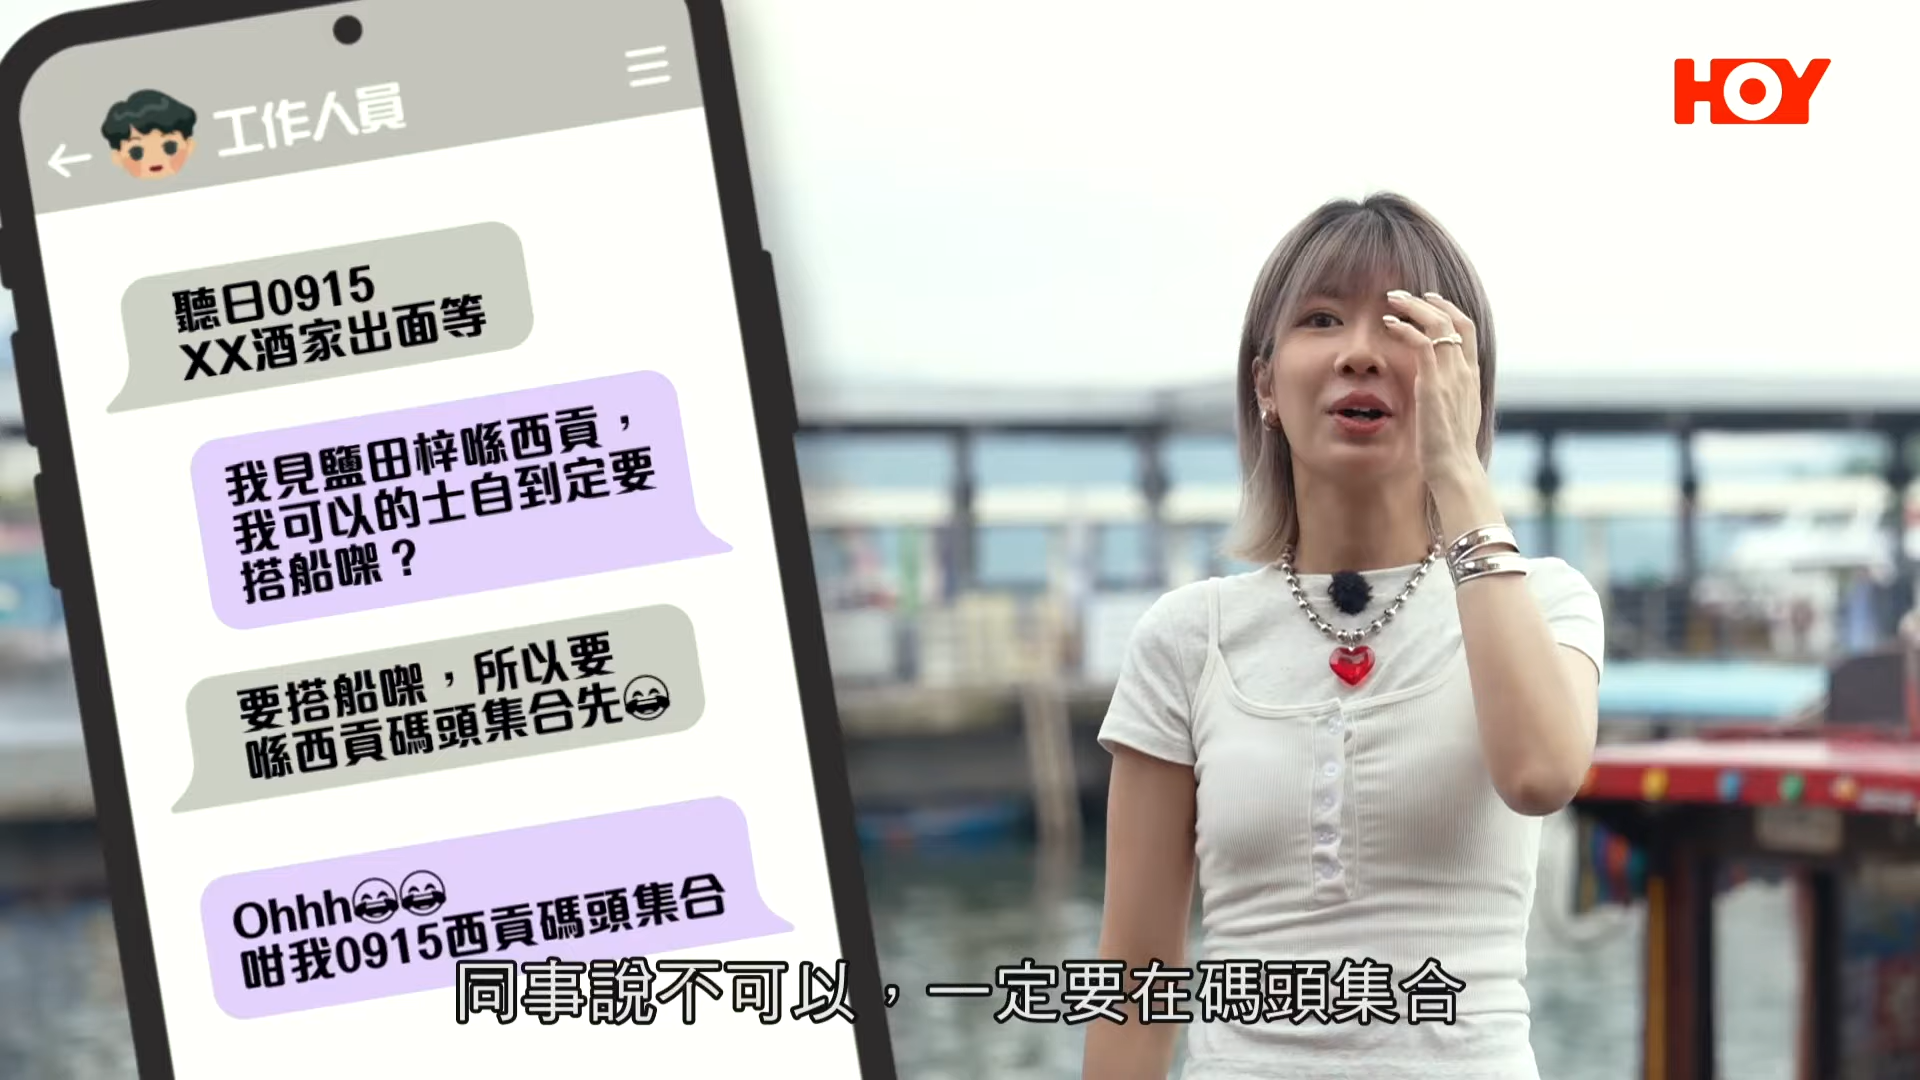 HOY
工作人員
聽日0915
XX酒家出面等
我見鹽田梓喺西貢，
我可以的士自到定要
搭船㗎？
要搭船㗎，所以要
喺西貢碼頭集合先😂
Ohhh😂😂
咁我0915西貢碼頭集合
同事說不可以，一定要在碼頭集合